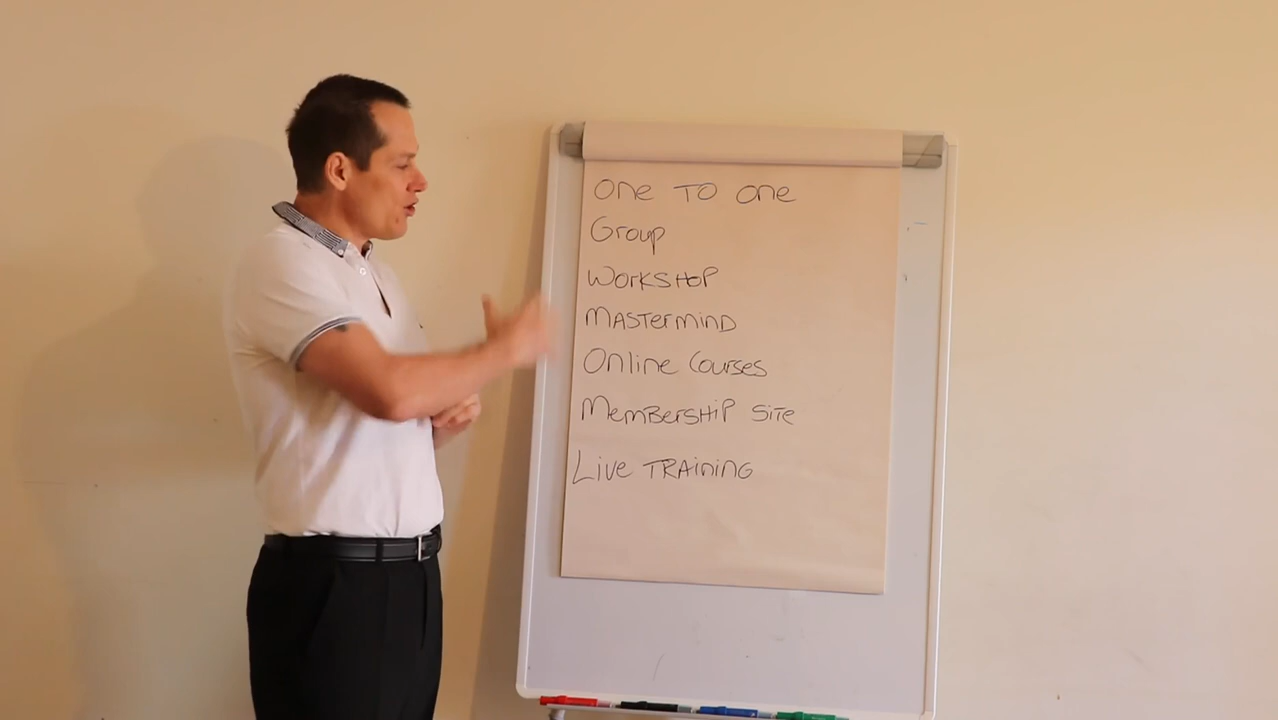 One TO One
Group
WorkSHOP
MASTermIND
Online Courses
MemBersHiP SiTe
Live TRAininG